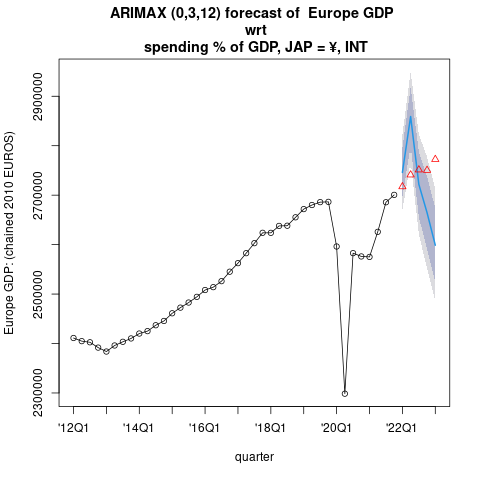 ARIMAX (0,3,12) forecast of  Europe GDP
wrt
spending % of GDP, JAP = ¥, INT
Europe GDP: (chained 2010 EUROS)
2900000
2700000
2500000
2300000
'12Q1 '14Q1 '16Q1 '18Q1 '20Q1 '22Q1
quarter